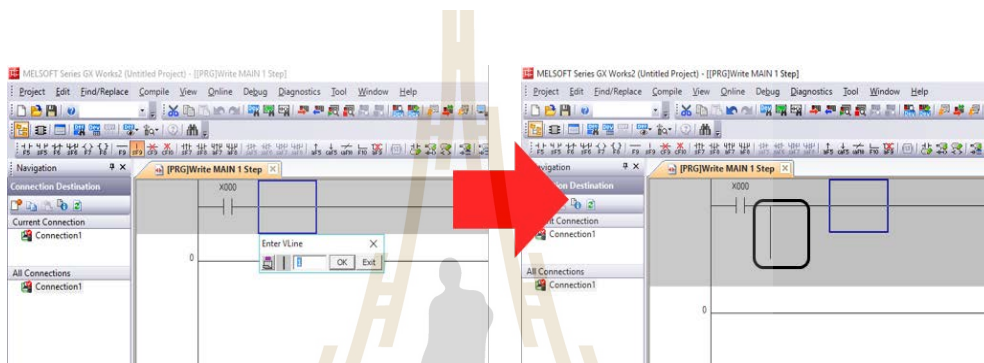 MELSOFT Series GX Works2 (Untitled Project) - [[PRG]Write MAIN 1 Step]
Project Edit Find/Replace Compile View Online Debug Diagnostics Tool Window Help
Navigation
[PRG]Write MAIN 1 Step
Connection Destination
Current Connection
Connection1
All Connections
Connection1
X000
0
Enter VLine
1
OK
Exit
MELSOFT Series GX Works2 (Untitled Project) - [[PRG]Write MAIN 1 Step]
Project Edit Find/Replace Compile View Online Debug Diagnostics Tool Window Help
vigation
[PRG]Write MAIN 1 Step
n Destination
nt Connection
Connection1
All Connections
Connection1
X000
0